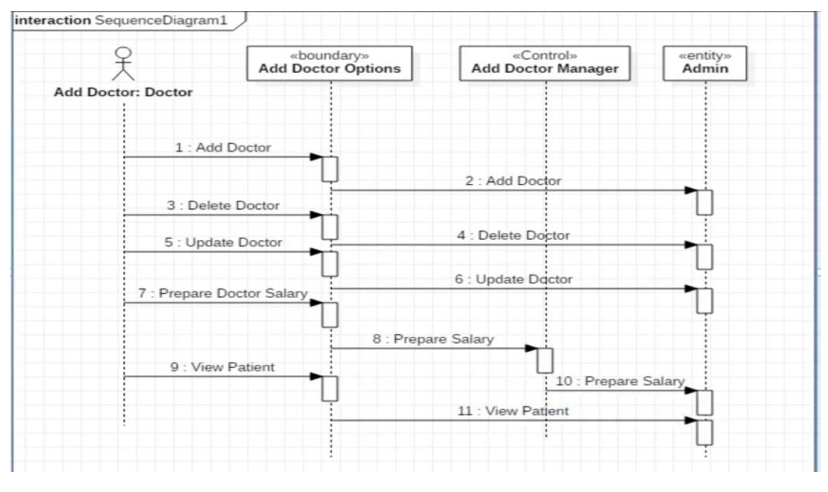 interaction SequenceDiagram1
«boundary»
Add Doctor Options
«Control»
Add Doctor Manager
«entity»
Admin
Add Doctor: Doctor
1 : Add Doctor
2 : Add Doctor
3 : Delete Doctor
4 : Delete Doctor
5 : Update Doctor
6 : Update Doctor
7 : Prepare Doctor Salary
8 : Prepare Salary
9 : View Patient
10 : Prepare Salary
11 : View Patient